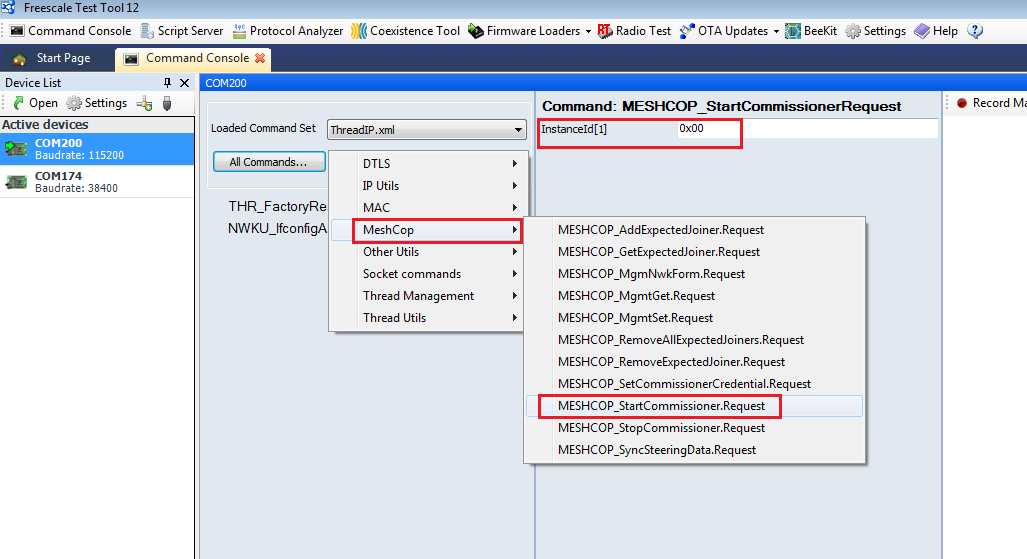 Freescale Test Tool 12
Command Console Script Server Protocol Analyzer Coexistence Tool Firmware Loaders Radio Test OTA Updates BeeKit Settings Help
Start Page Command Console
Device List
Open Settings
Active devices
COM200
Baudrate: 115200
COM174
Baudrate: 38400
COM200
Loaded Command Set ThreadIP.xml
All Commands...
THR_FactoryRes
NWKU_IfconfigA
DTLS
IP Utils
MAC
MeshCop
Other Utils
Socket commands
Thread Management
Thread Utils
Command: MESHCOP_StartCommissionerRequest
InstanceId[1] 0x00
MESHCOP_AddExpectedJoiner.Request
MESHCOP_GetExpectedJoiner.Request
MESHCOP_MgmNwkForm.Request
MESHCOP_MgmtGet.Request
MESHCOP_MgmtSet.Request
MESHCOP_RemoveAllExpectedJoiners.Request
MESHCOP_RemoveExpectedJoiner.Request
MESHCOP_SetCommissionerCredential.Request
MESHCOP_StartCommissioner.Request
MESHCOP_StopCommissioner.Request
MESHCOP_SyncSteeringData.Request
Record Ma